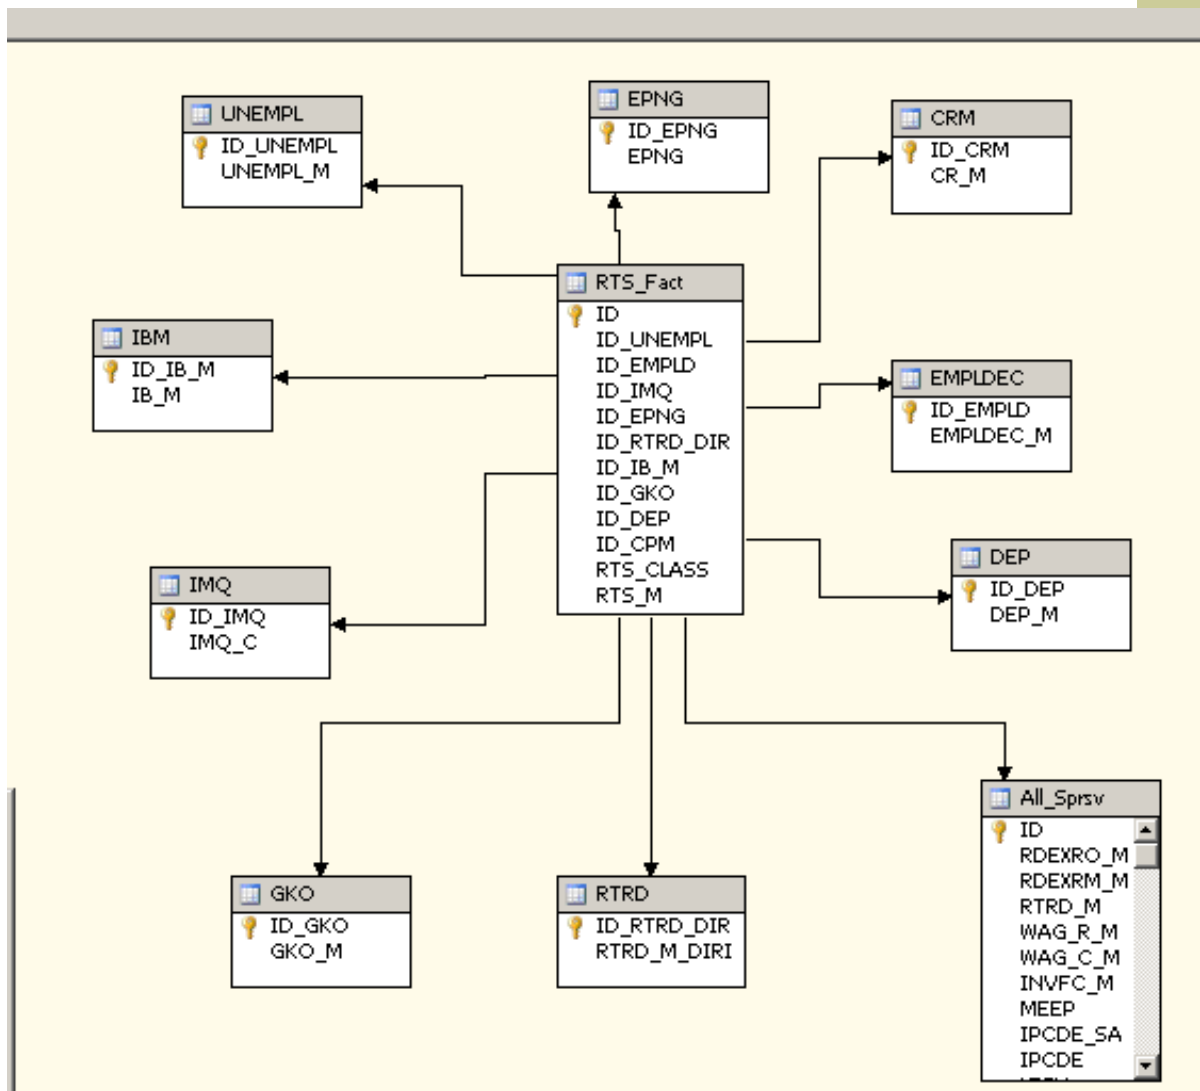 UNEMPL
ID_UNEMPL
UNEMPL_M
EPNG
ID_EPNG
EPNG
CRM
ID_CRM
CR_M
RTS_Fact
ID
ID_UNEMPL
ID_EMPLD
ID_IMQ
ID_EPNG
ID_RTRD_DIR
ID_IB_M
ID_GKO
ID_DEP
ID_CPM
RTS_CLASS
RTS_M
IBM
ID_IB_M
IB_M
EMPLDEC
ID_EMPLD
EMPLDEC_M
IMQ
ID_IMQ
IMQ_C
DEP
ID_DEP
DEP_M
GKO
ID_GKO
GKO_M
RTRD
ID_RTRD_DIR
RTRD_M_DIRI
All_Sprsv
ID
RDEXRO_M
RDEXRM_M
RTRD_M
WAG_R_M
WAG_C_M
INVFC_M
MEEP
IPCDE_SA
IPCDE